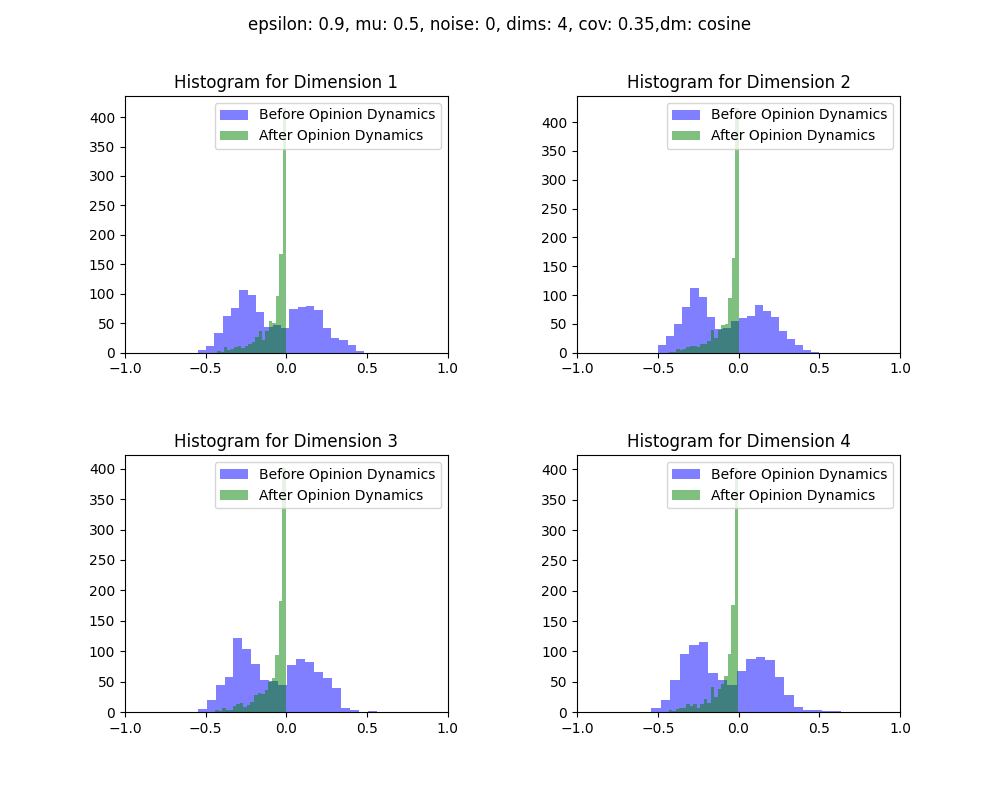 epsilon: 0.9, mu: 0.5, noise: 0, dims: 4, cov: 0.35,dm: cosine
Histogram for Dimension 1
Before Opinion Dynamics
After Opinion Dynamics
400
350
300
250
200
150
100
50
0
−1.0 −0.5 0.0 0.5 1.0
Histogram for Dimension 2
Before Opinion Dynamics
After Opinion Dynamics
400
350
300
250
200
150
100
50
0
−1.0 −0.5 0.0 0.5 1.0
Histogram for Dimension 3
Before Opinion Dynamics
After Opinion Dynamics
400
350
300
250
200
150
100
50
0
−1.0 −0.5 0.0 0.5 1.0
Histogram for Dimension 4
Before Opinion Dynamics
After Opinion Dynamics
400
350
300
250
200
150
100
50
0
−1.0 −0.5 0.0 0.5 1.0